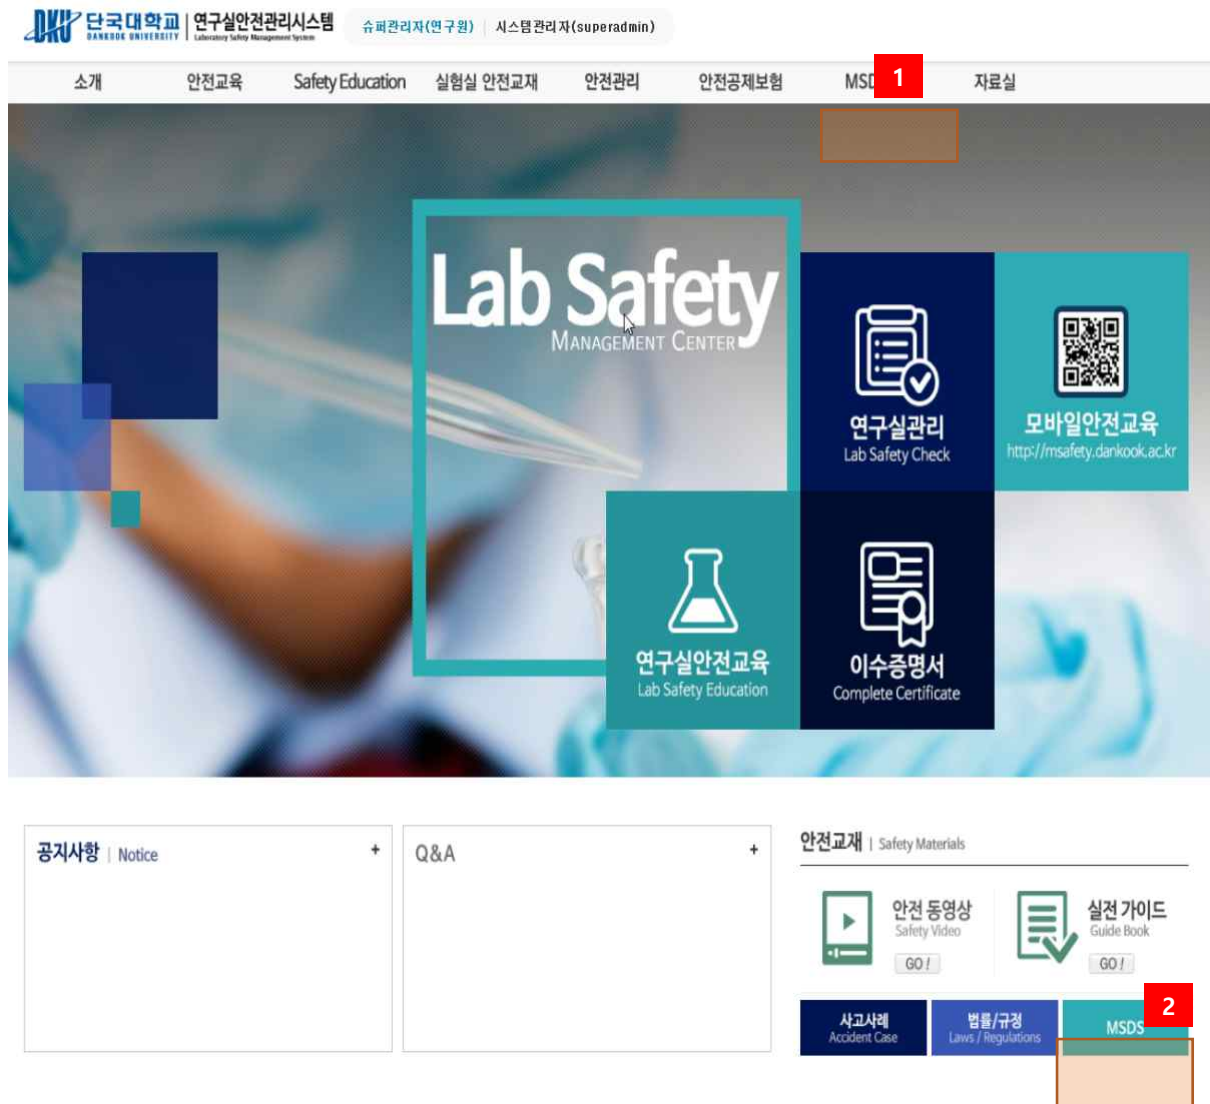 DKU 단국대학교 DANKOOK UNIVERSITY 연구실안전관리시스템 Laboratory Safety Management System 슈퍼관리자(연구원) | 시스템관리자(superadmin)
소개 안전교육 Safety Education 실험실 안전교재 안전관리 안전공제보험 MSD 1 자료실
Lab Safety
MANAGEMENT CENTER
연구실관리
Lab Safety Check
모바일안전교육
http://msafety.dankook.ac.kr
연구실안전교육
Lab Safety Education
이수증명서
Complete Certificate
공지사항 | Notice +
Q&A +
안전교재 | Safety Materials
안전 동영상
Safety Video
GO !
실전 가이드
Guide Book
GO !
사고사례
Accident Case
법률/규정
Laws / Regulations
MSDS
2